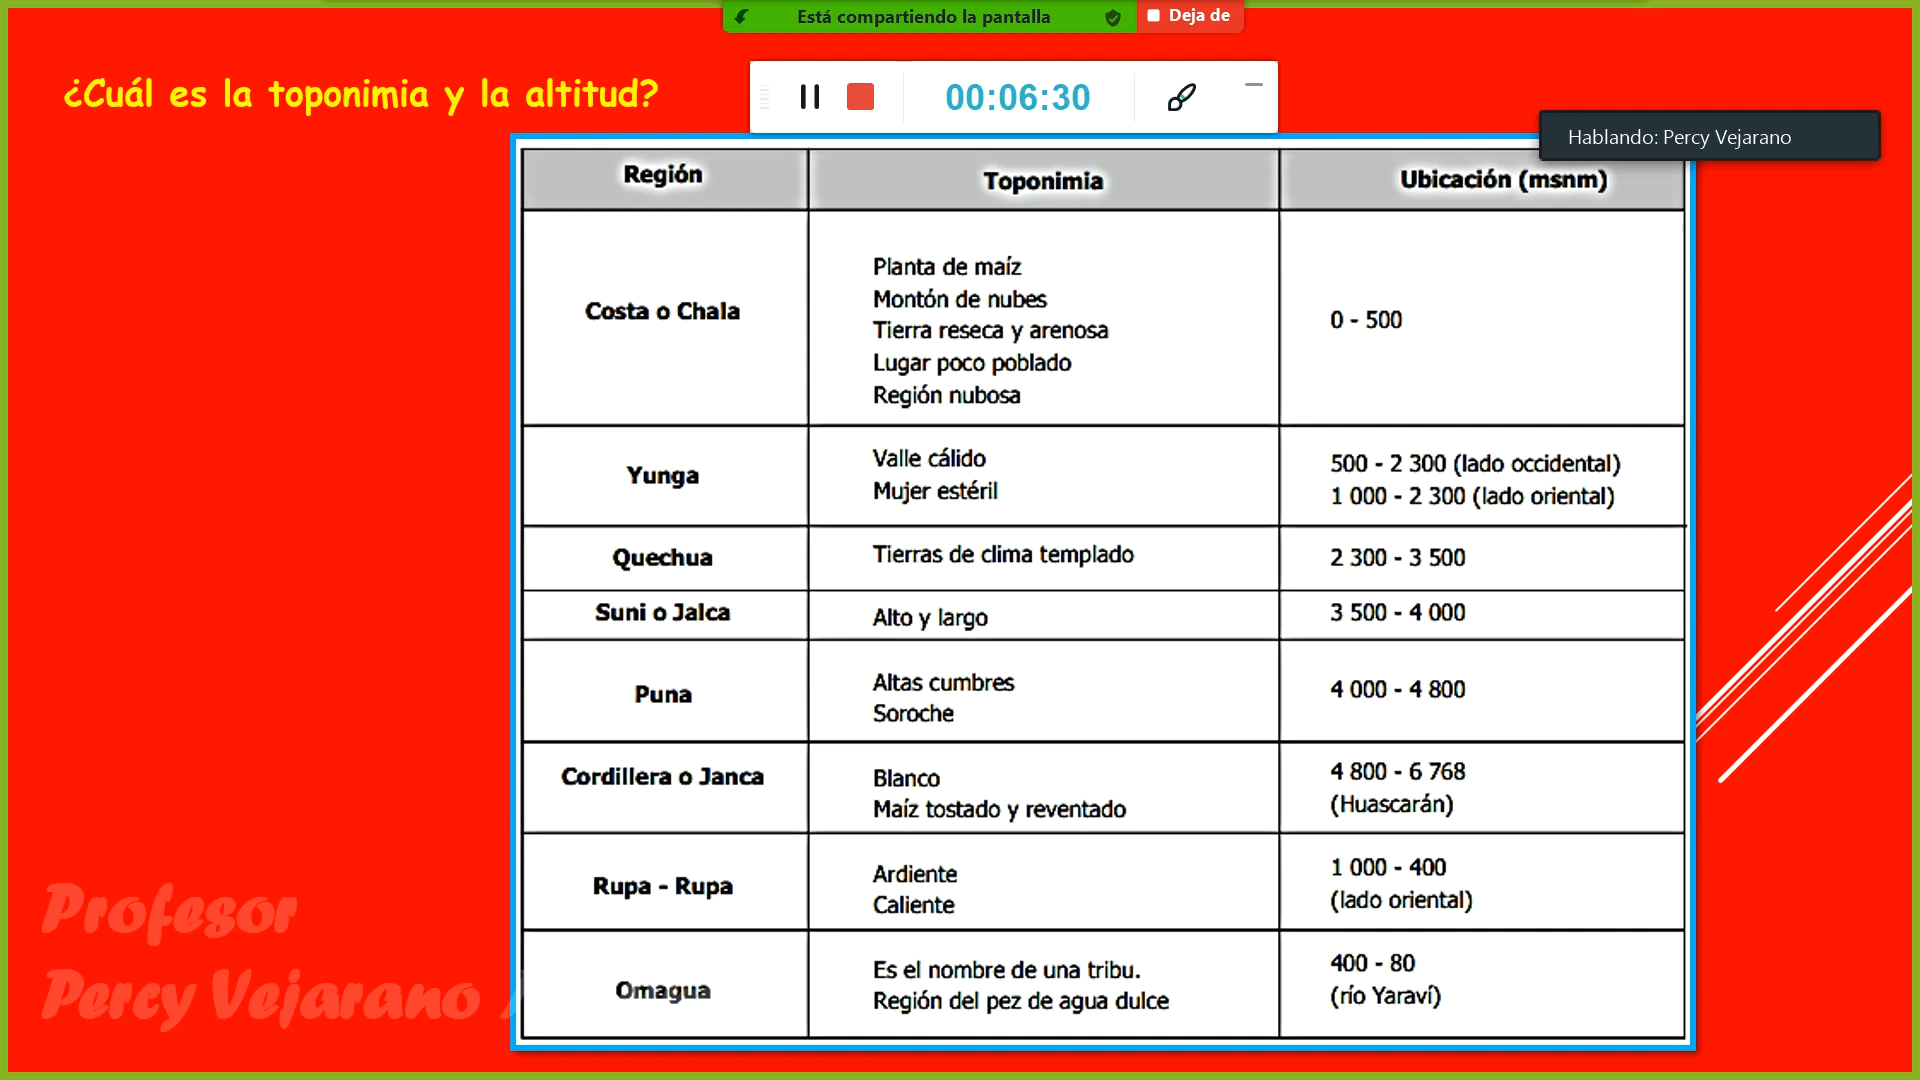 Está compartiendo la pantalla
Deja de
¿Cuál es la toponimia y la altitud?
00:06:30
Hablando: Percy Vejarano
Región
Toponimia
Ubicación (msnm)
Costa o Chala
Planta de maíz
Montón de nubes
Tierra reseca y arenosa
Lugar poco poblado
Región nubosa
0 - 500
Yunga
Valle cálido
Mujer estéril
500 - 2 300 (lado occidental)
1 000 - 2 300 (lado oriental)
Quechua
Tierras de clima templado
2 300 - 3 500
Suni o Jalca
Alto y largo
3 500 - 4 000
Puna
Altas cumbres
Soroche
4 000 - 4 800
Cordillera o Janca
Blanco
Maíz tostado y reventado
4 800 - 6 768
(Huascarán)
Rupa - Rupa
Ardiente
Caliente
1 000 - 400
(lado oriental)
Omagua
Es el nombre de una tribu.
Región del pez de agua dulce
400 - 80
(río Yaraví)
Profesor
Percy Vejarano